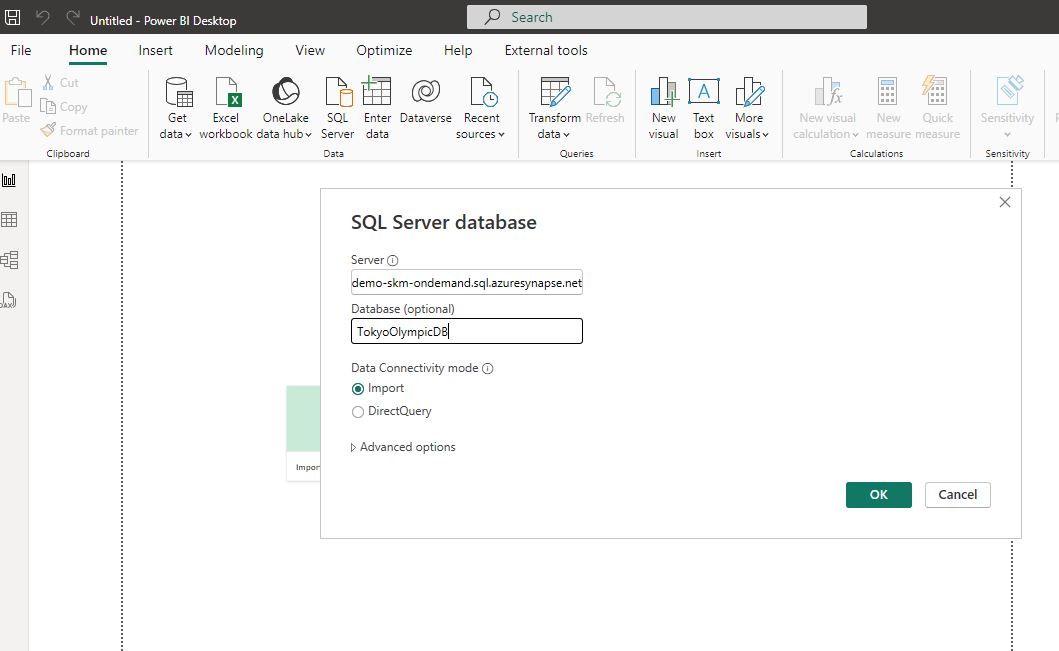 Untitled - Power BI Desktop
Search
File Home Insert Modeling View Optimize Help External tools
Paste
Cut
Copy
Format painter
Clipboard
Get data
Excel workbook
OneLake data hub
SQL Server
Enter data
Dataverse
Recent sources
Data
Transform data
Refresh
Queries
New visual
Text box
More visuals
Insert
New visual calculation
New measure
Quick measure
Calculations
Sensitivity
Sensitivity
SQL Server database
Server
demo-skm-ondemand.sql.azuresynapse.net
Database (optional)
TokyoOlympicDB
Data Connectivity mode
Import
DirectQuery
Advanced options
Impor
OK
Cancel